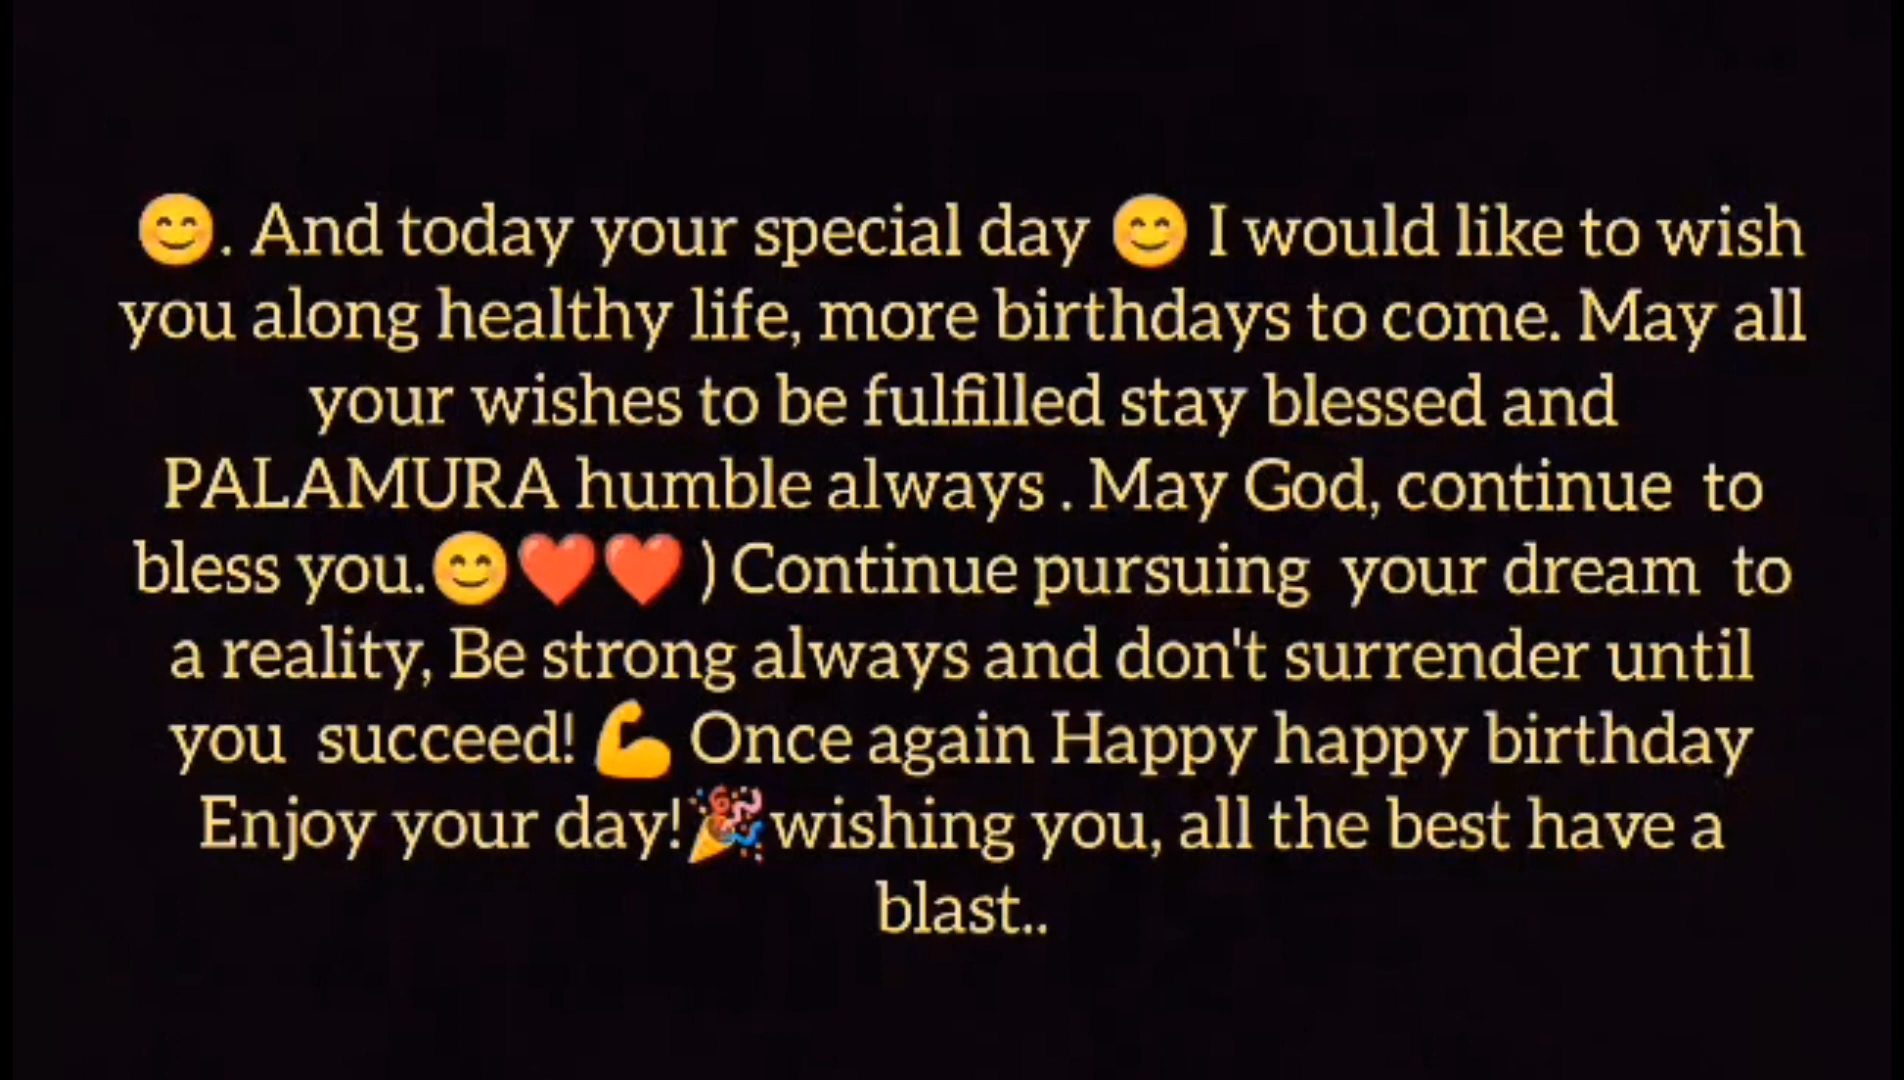 😊. And today your special day 😊 I would like to wish
you along healthy life, more birthdays to come. May all
your wishes to be fulfilled stay blessed and
PALAMURA humble always . May God, continue  to
bless you.😊❤️❤️ ) Continue pursuing  your dream  to
a reality, Be strong always and don't surrender until
you  succeed! 💪 Once again Happy happy birthday
Enjoy your day!🎉wishing you, all the best have a
blast..